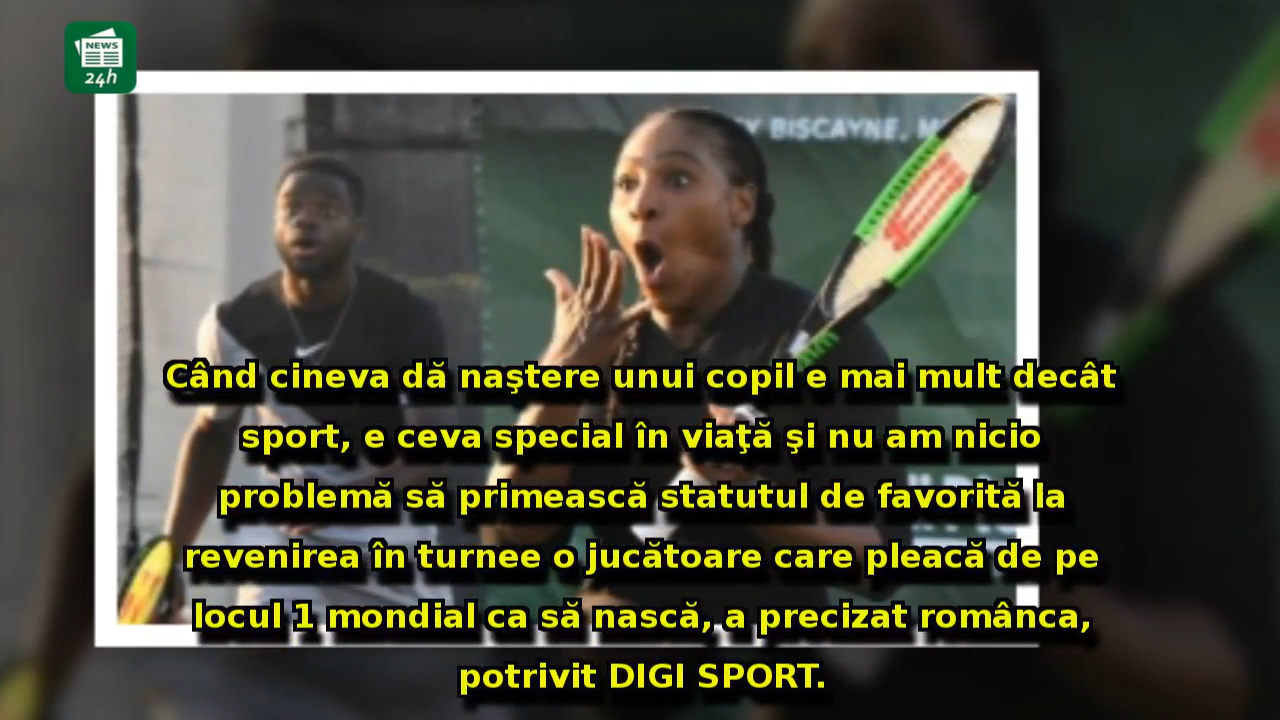 NEWS
24h
Y BISCAYNE,
Când cineva dă naştere unui copil e mai mult decât
sport, e ceva special în viaţă şi nu am nicio
problemă să primească statutul de favorită la
revenirea în turnee o jucătoare care pleacă de pe
locul 1 mondial ca să nască, a precizat românca,
potrivit DIGI SPORT.